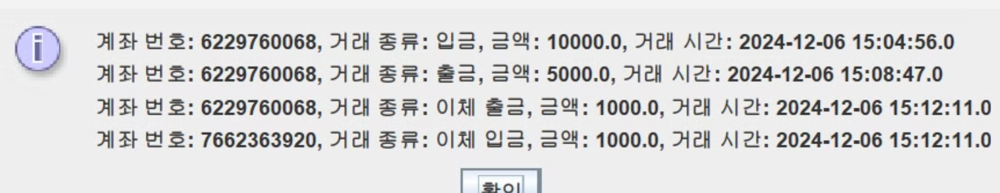 계좌 번호: 6229760068, 거래 종류: 입금, 금액: 10000.0, 거래 시간: 2024-12-06 15:04:56.0
계좌 번호: 6229760068, 거래 종류: 출금, 금액: 5000.0, 거래 시간: 2024-12-06 15:08:47.0
계좌 번호: 6229760068, 거래 종류: 이체 출금, 금액: 1000.0, 거래 시간: 2024-12-06 15:12:11.0
계좌 번호: 7662363920, 거래 종류: 이체 입금, 금액: 1000.0, 거래 시간: 2024-12-06 15:12:11.0
확인